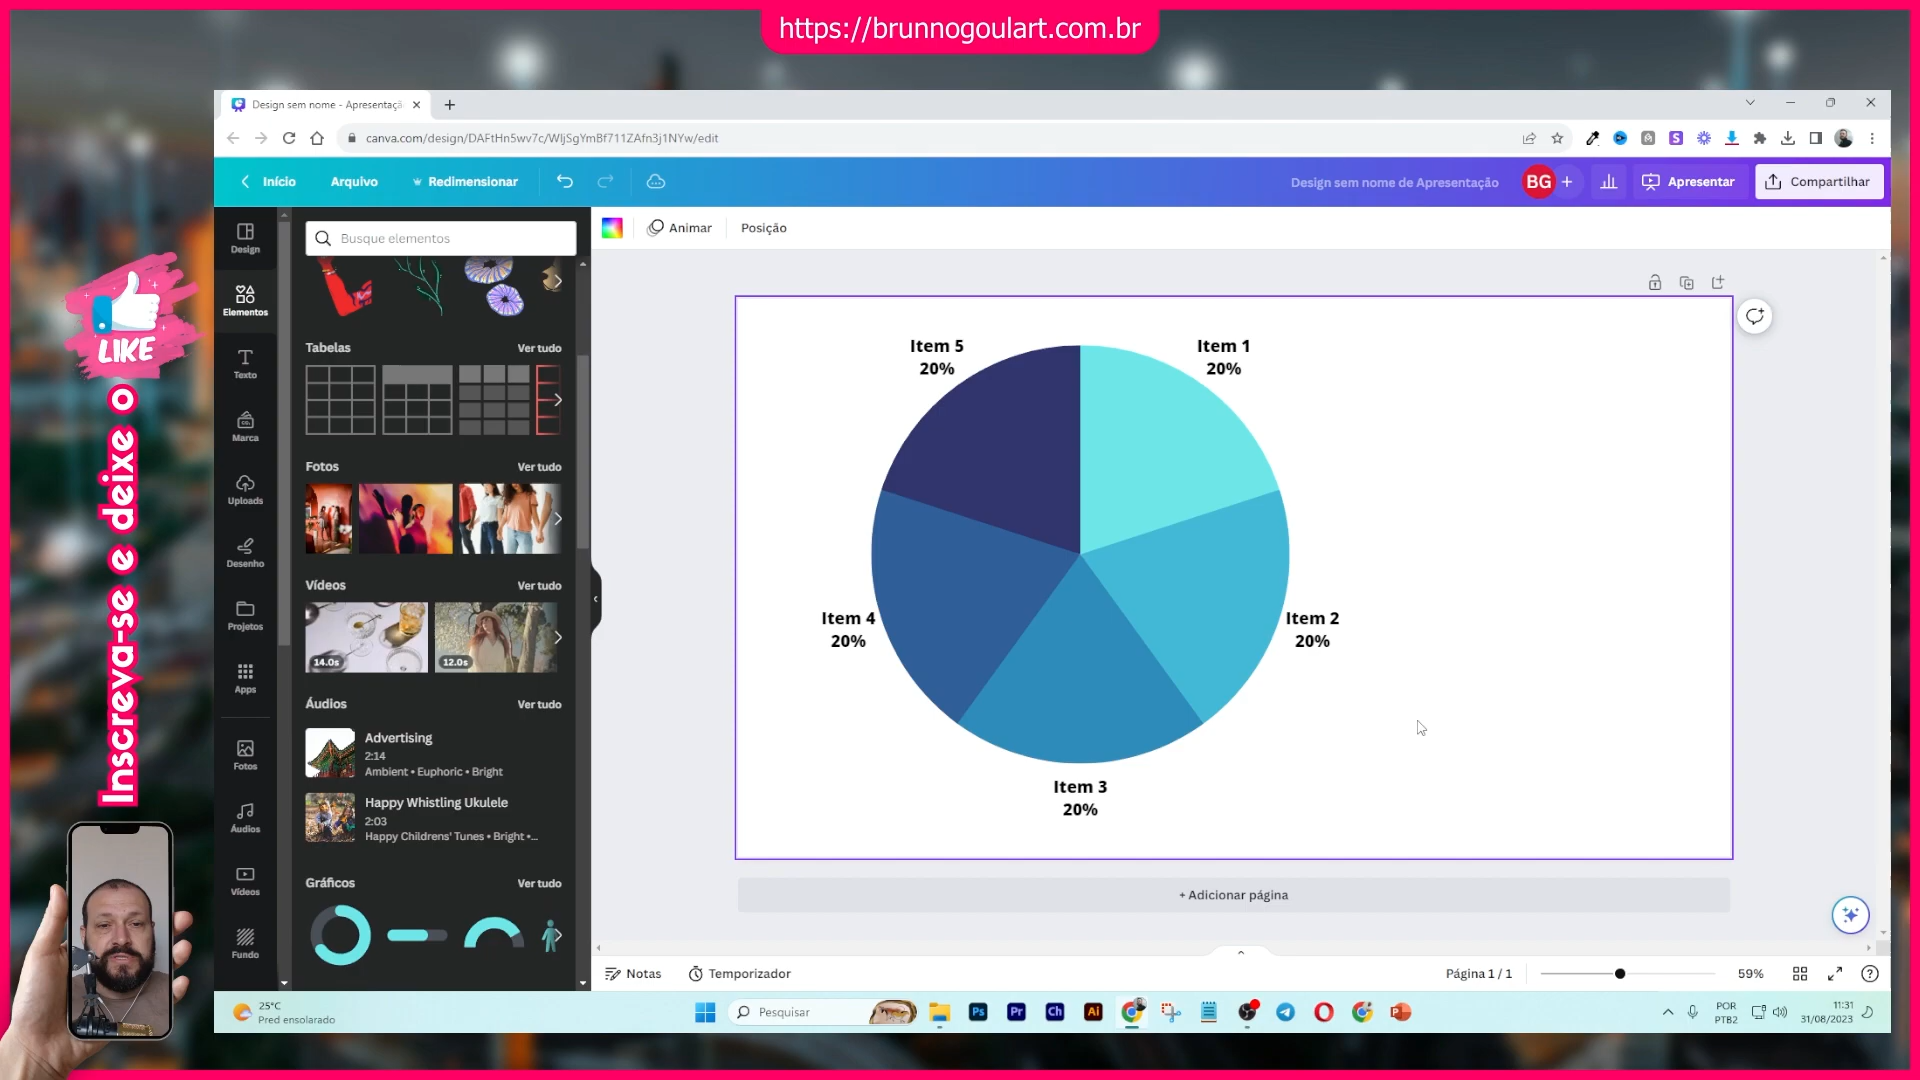 https://brunnogoulart.com.br
Design sem nome - Apresentaçã
canva.com/design/DAFtHn5wv7c/WIjSgYmBf711ZAfn3j1NYw/edit
Início
Arquivo
Redimensionar
Design sem nome de Apresentação
BG
Apresentar
Compartilhar
Design
Elementos
Texto
Marca
Uploads
Desenho
Projetos
Apps
Fotos
Áudios
Vídeos
Fundo
Busque elementos
Tabelas
Ver tudo
Fotos
Ver tudo
Vídeos
Ver tudo
14.0s
12.0s
Áudios
Ver tudo
Advertising
2:14
Ambient • Euphoric • Bright
Happy Whistling Ukulele
2:03
Happy Childrens' Tunes • Bright •...
Gráficos
Ver tudo
Animar
Posição
Item 5
20%
Item 1
20%
Item 4
20%
Item 2
20%
Item 3
20%
+ Adicionar página
Notas
Temporizador
Página 1 / 1
59%
25°C
Pred ensolarado
Pesquisar
Ps
Pr
Ch
Ai
POR
PTB2
11:31
31/08/2023
LIKE
Inscreva-se e deixe o